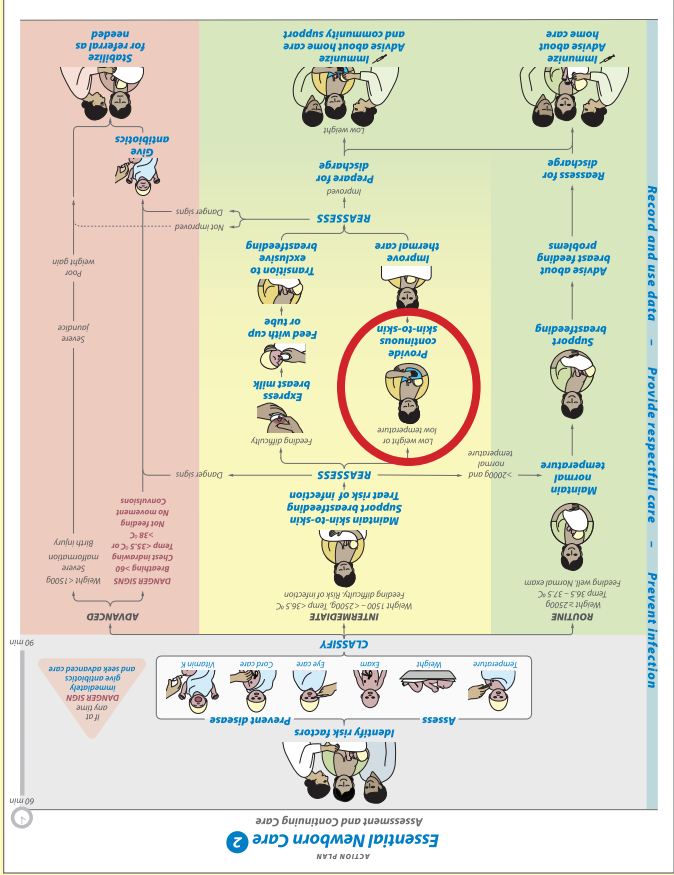 ACTION PLAN
Essential Newborn Care 2
Assessment and Continuing Care
60 min
Identify risk factors
Assess
Prevent disease
Temperature
Weight
Exam
Eye care
Cord care
Vitamin K
If at
any time
DANGER SIGN
immediately
give antibiotics
and seek advanced care
90 min
CLASSIFY
ROUTINE
Weight ≥2500g
Temp 36.5 – 37.5 ºC
Feeding well. Normal exam
Maintain
normal
temperature
Support
breastfeeding
Advise about
breast feeding
problems
Reassess for
discharge
Immunize
Advise about
home care
INTERMEDIATE
Weight 1500 – <2500g, Temp <36.5ºC
Feeding difficulty. Risk of infection
Maintain skin-to-skin
Support breastfeeding
Treat risk of infection
REASSESS
>2000g and
normal
temperature
Danger signs
Low weight or
low temperature
Provide
continuous
skin-to-skin
Improve
thermal care
Feeding difficulty
Express
breast milk
Feed with cup
or tube
Transition to
exclusive
breastfeeding
REASSESS
Not improved
Danger signs
Improved
Prepare for
discharge
Low weight
Immunize
Advise about home care
and community support
ADVANCED
DANGER SIGNS
Breathing >60
Chest indrawing
Temp <35.5 ºC or
>38ºC
Not feeding
No movement
Convulsions
Weight <1500g
Severe
malformation
Birth injury
Severe
jaundice
Poor
weight gain
Give
antibiotics
Stabilize
for referral as
needed
Record and use data – Provide respectful care – Prevent infection